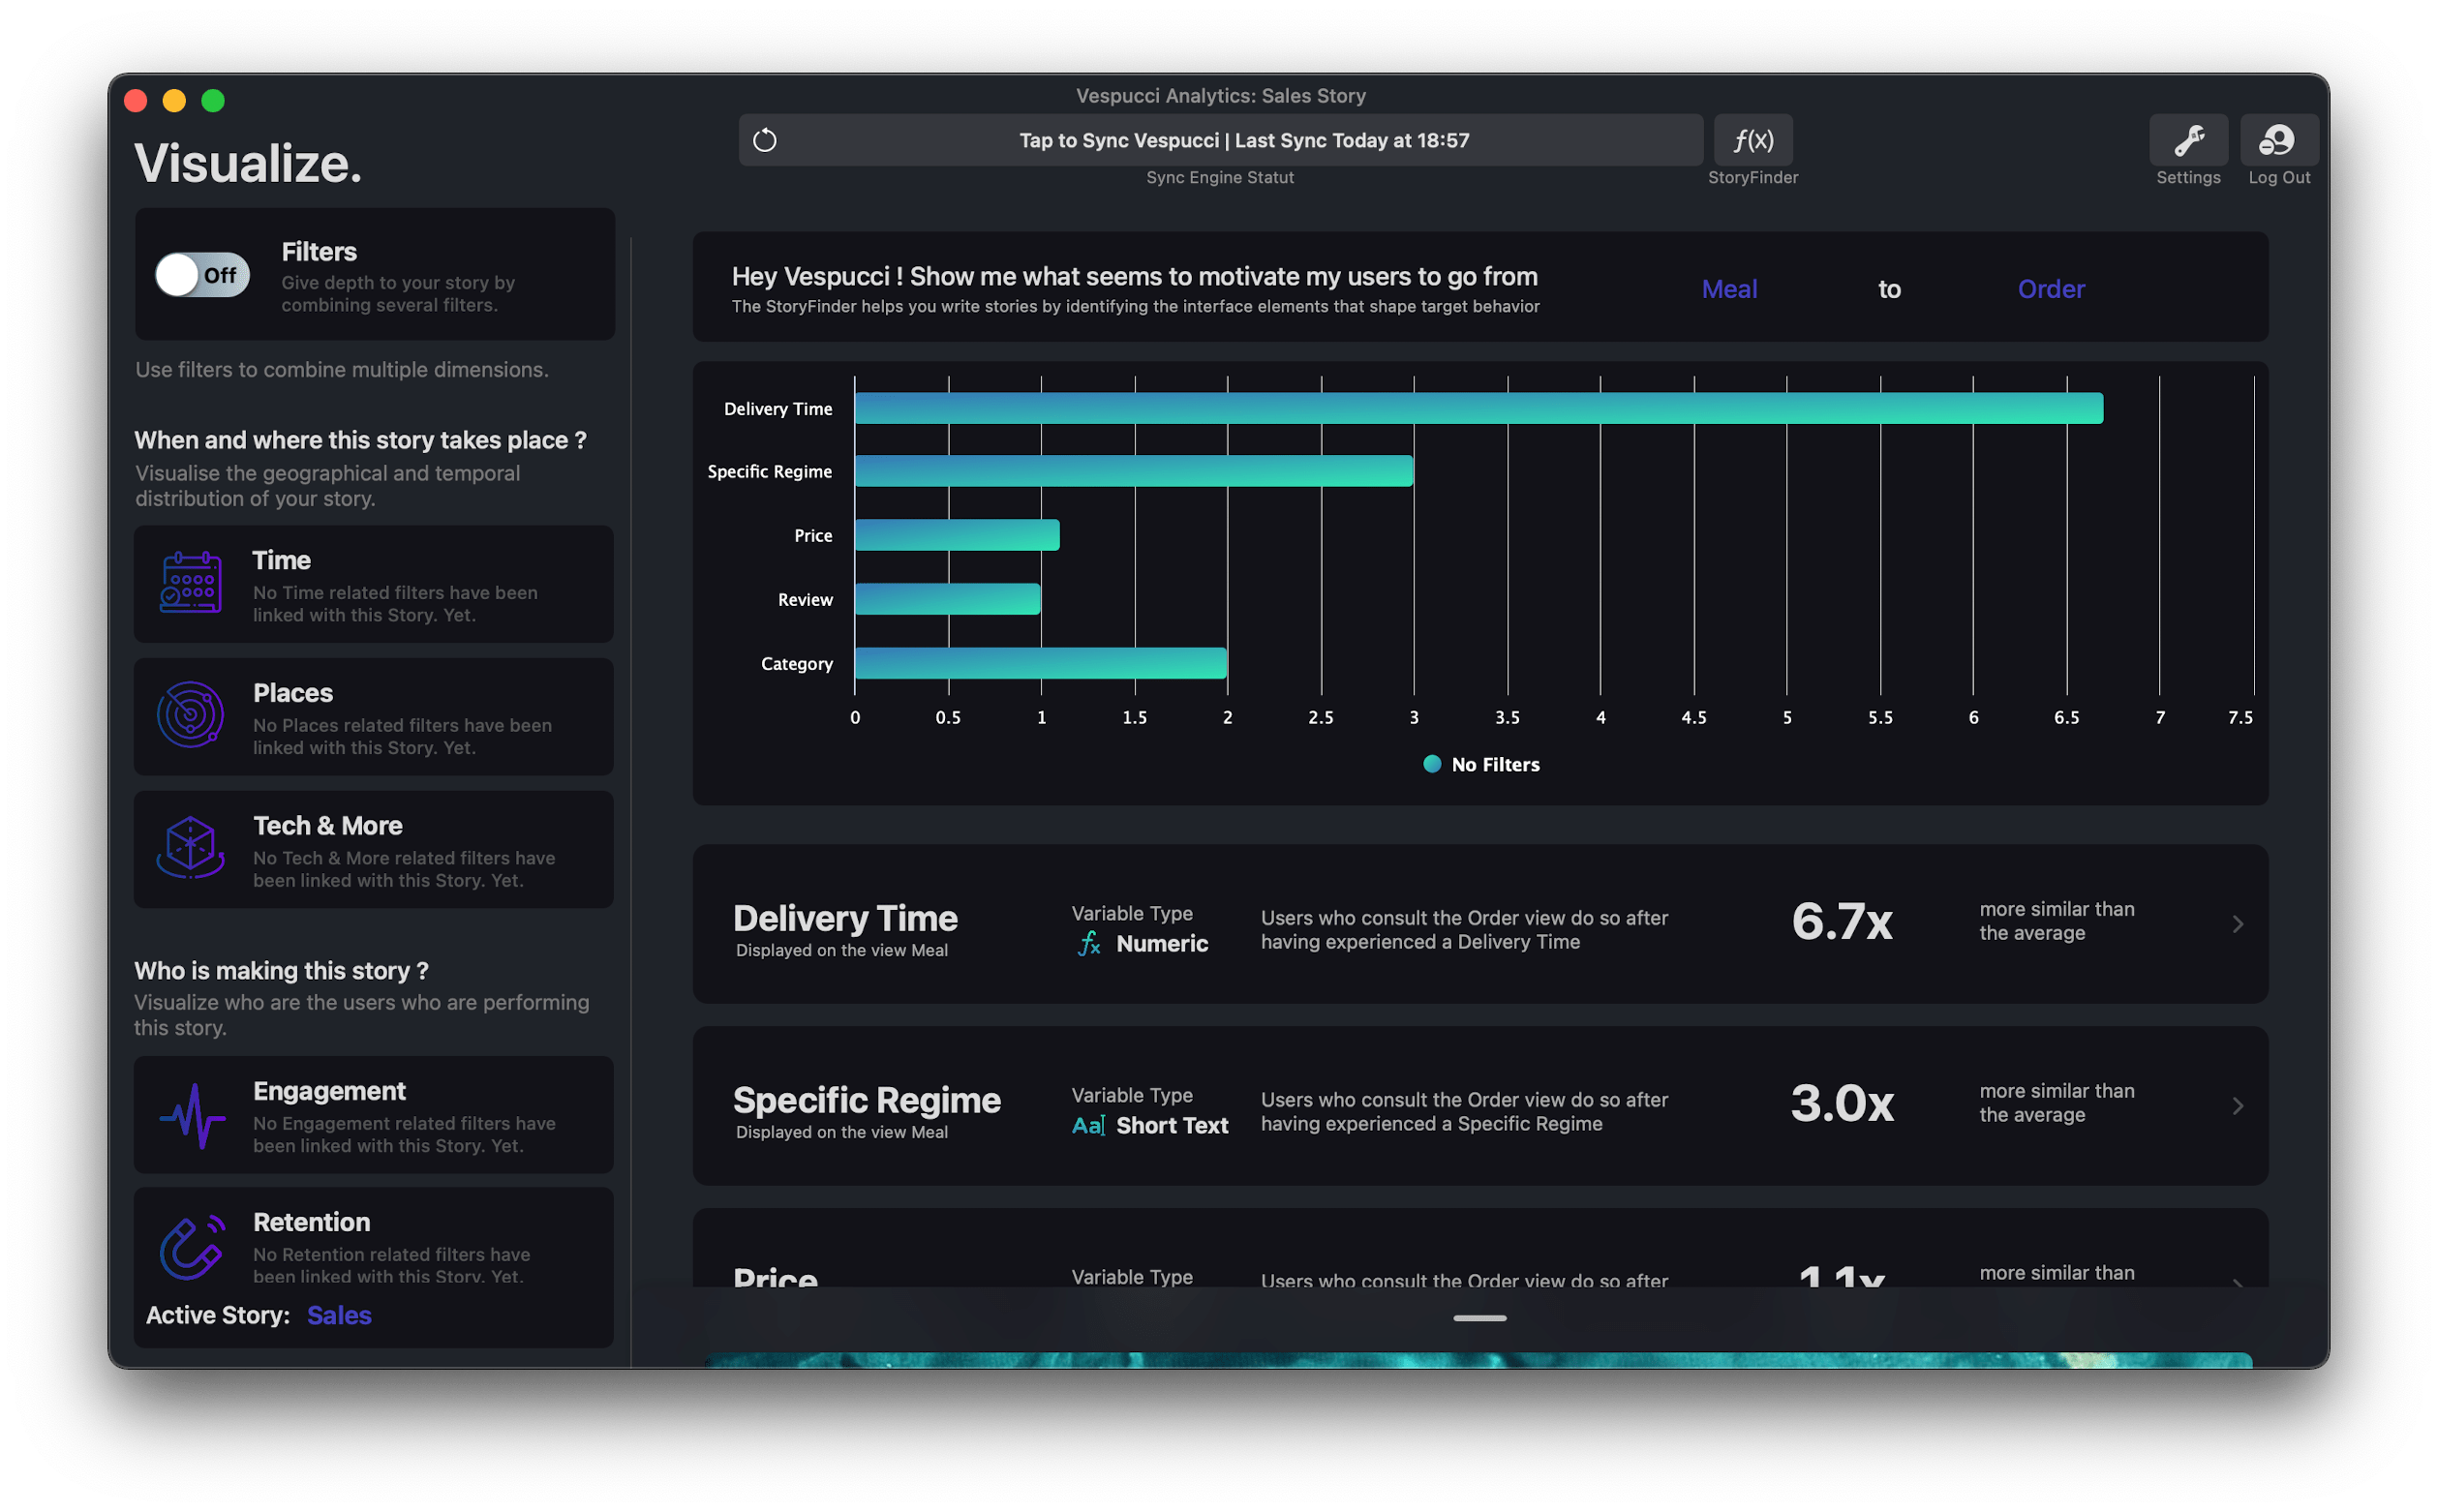 Vespucci Analytics: Sales Story
Visualize.
Tap to Sync Vespucci | Last Sync Today at 18:57
Sync Engine Statut
ƒ(x)
StoryFinder
Settings
Log Out
Off
Filters
Give depth to your story by
combining several filters.
Use filters to combine multiple dimensions.
When and where this story takes place ?
Visualise the geographical and temporal
distribution of your story.
Time
No Time related filters have been
linked with this Story. Yet.
Places
No Places related filters have been
linked with this Story. Yet.
Tech & More
No Tech & More related filters have
been linked with this Story. Yet.
Who is making this story ?
Visualize who are the users who are performing
this story.
Engagement
No Engagement related filters have
been linked with this Story. Yet.
Retention
No Retention related filters have
been linked with this Story. Yet.
Active Story: Sales
Hey Vespucci ! Show me what seems to motivate my users to go from
The StoryFinder helps you write stories by identifying the interface elements that shape target behavior
Meal to Order
Delivery Time
Specific Regime
Price
Review
Category
0 0.5 1 1.5 2 2.5 3 3.5 4 4.5 5 5.5 6 6.5 7 7.5
No Filters
Delivery Time
Displayed on the view Meal
Variable Type
fx Numeric
Users who consult the Order view do so after
having experienced a Delivery Time
6.7x
more similar than
the average
Specific Regime
Displayed on the view Meal
Variable Type
Aa Short Text
Users who consult the Order view do so after
having experienced a Specific Regime
3.0x
more similar than
the average
Price
Variable Type
Users who consult the Order view do so after
1.1x
more similar than